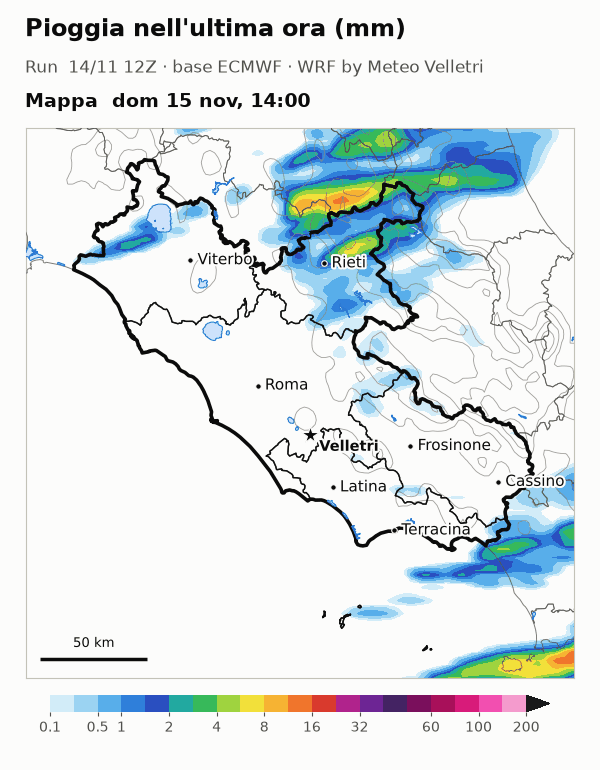 Pioggia nell'ultima ora (mm)
Run  14/11 12Z · base ECMWF · WRF by Meteo Velletri
Mappa  dom 15 nov, 14:00
Viterbo
Rieti
Roma
Velletri
Frosinone
Latina
Cassino
Terracina
50 km
0.1 0.5 1 2 4 8 16 32 60 100 200